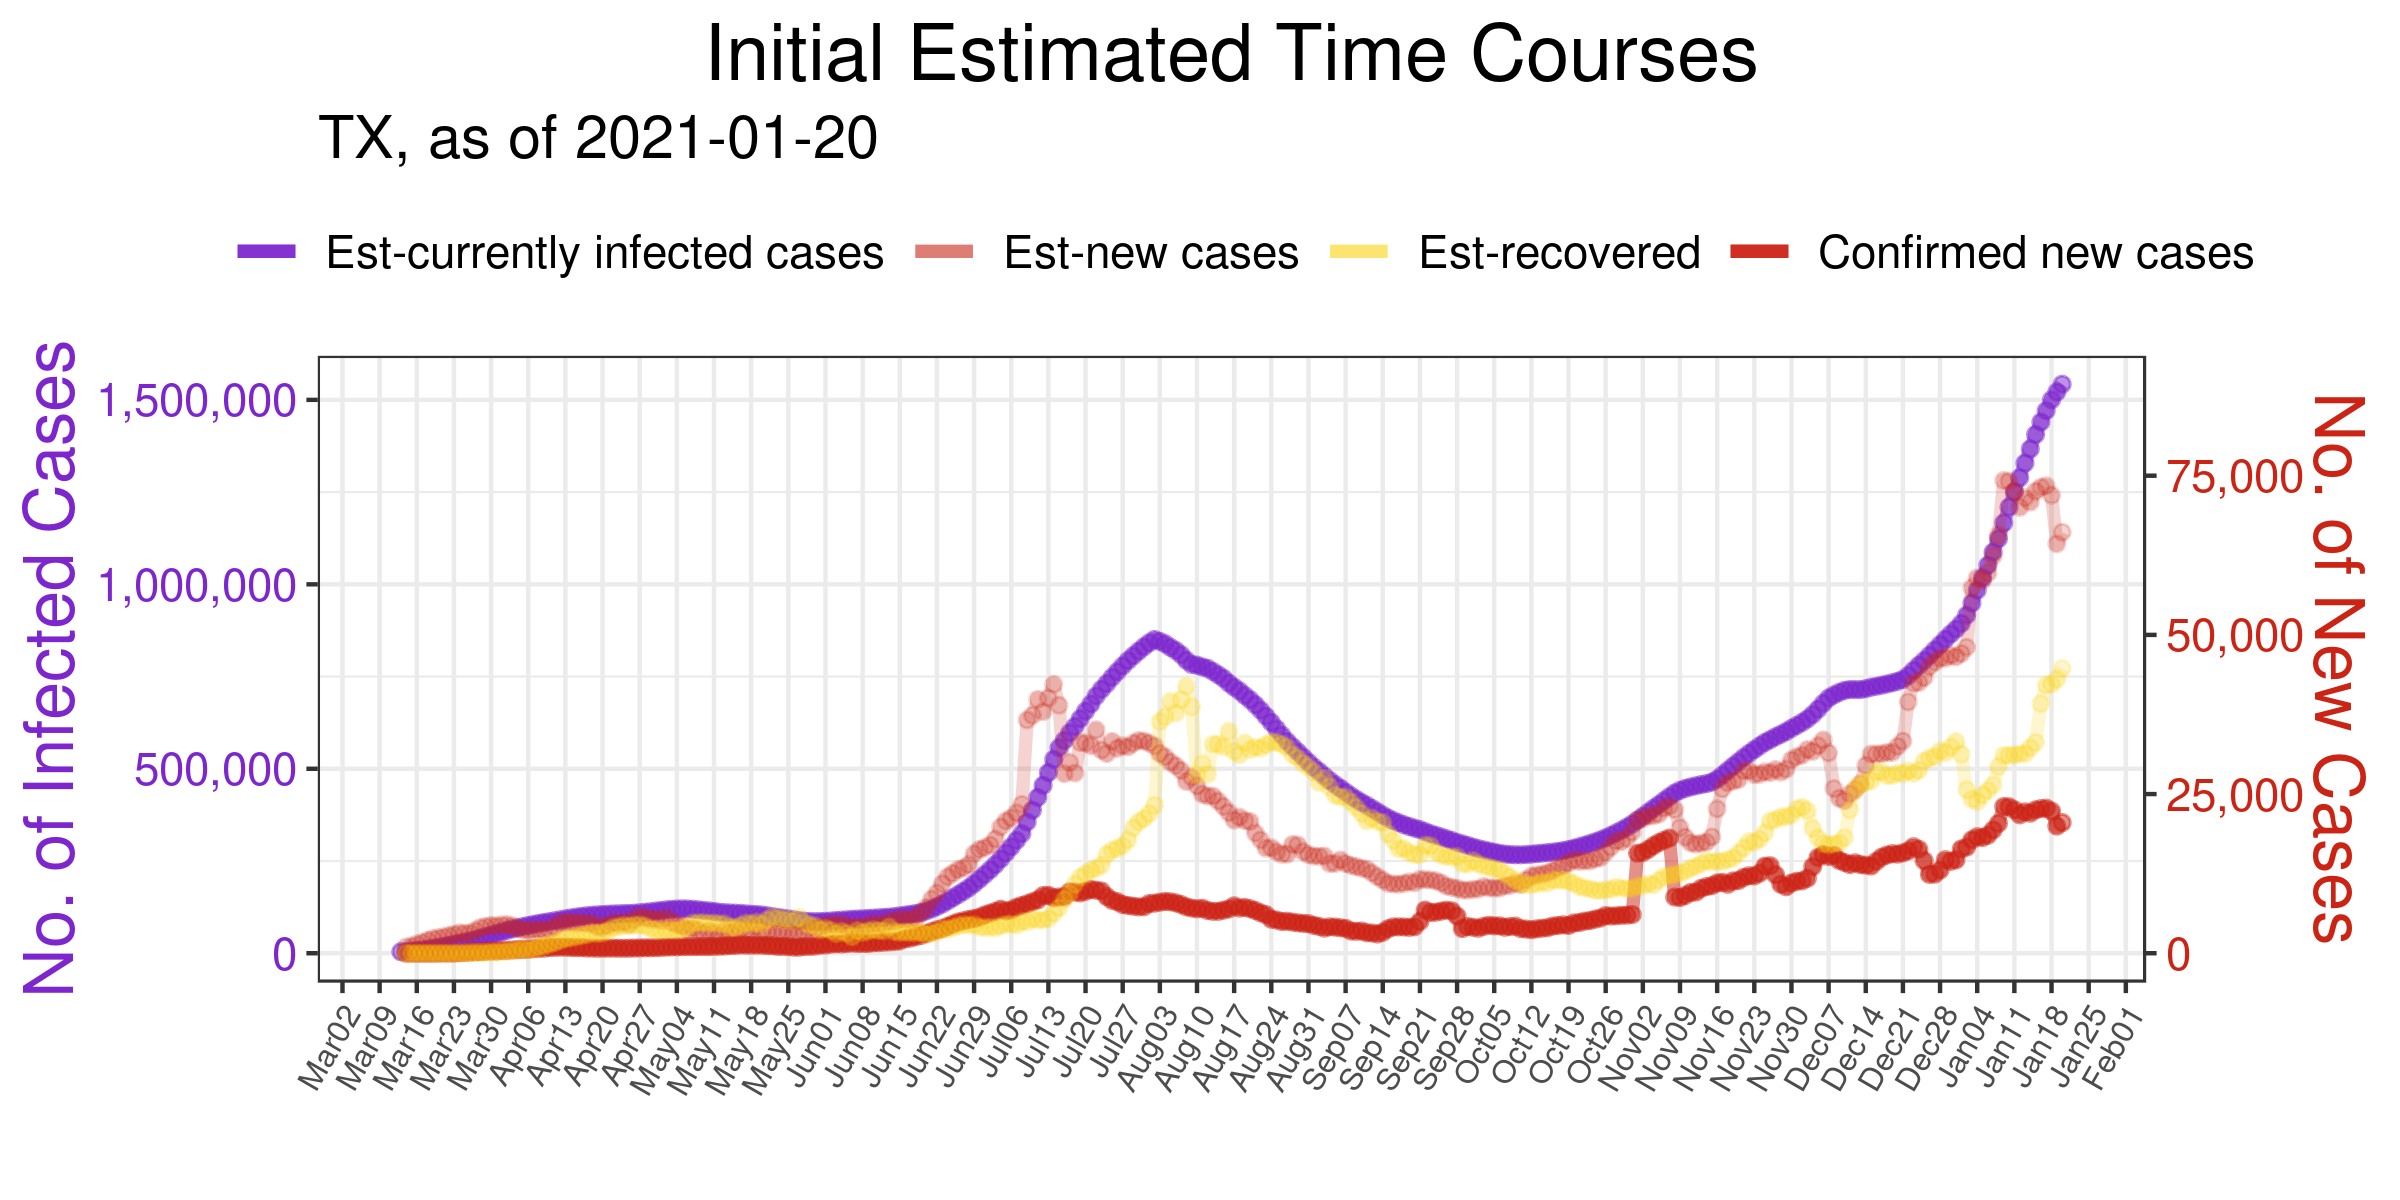 Initial Estimated Time Courses
TX, as of 2021-01-20
Est-currently infected cases Est-new cases Est-recovered Confirmed new cases
No. of Infected Cases
1,500,000
1,000,000
500,000
0
75,000
50,000
25,000
0
No. of New Cases
Mar02 Mar09 Mar16 Mar23 Mar30 Apr06 Apr13 Apr20 Apr27 May04 May11 May18 May25 Jun01 Jun08 Jun15 Jun22 Jun29 Jul06 Jul13 Jul20 Jul27 Aug03 Aug10 Aug17 Aug24 Aug31 Sep07 Sep14 Sep21 Sep28 Oct05 Oct12 Oct19 Oct26 Nov02 Nov09 Nov16 Nov23 Nov30 Dec07 Dec14 Dec21 Dec28 Jan04 Jan11 Jan18 Jan25 Feb01